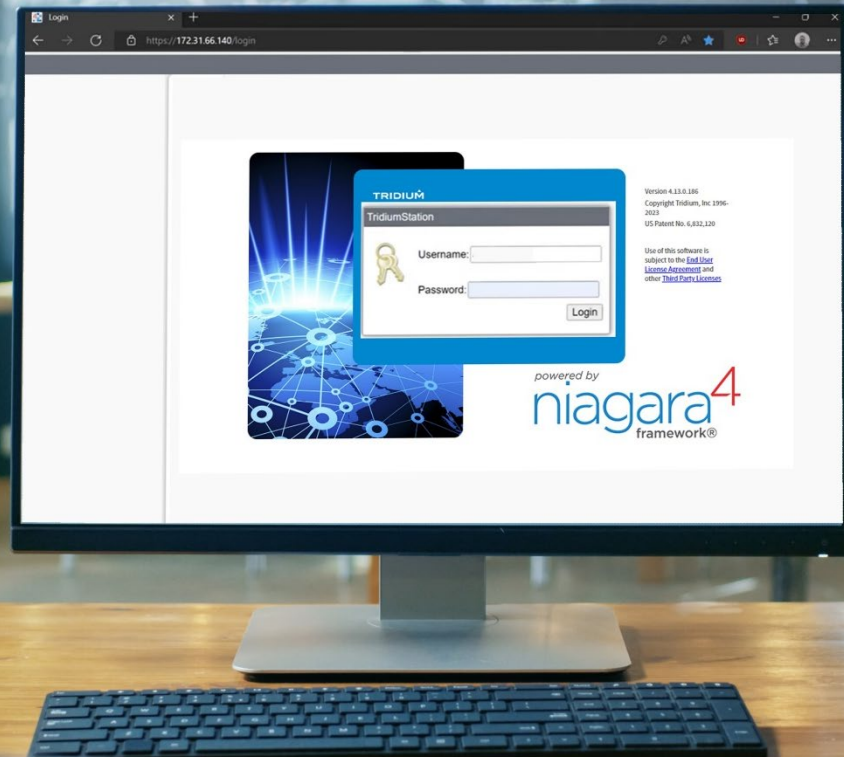 Login
https://172.31.66.140/login
TRIDIUM
TridiumStation
Username:
Password:
Login
Version 4.13.0.186
Copyright Tridium, Inc 1996-
2023
US Patent No. 6,832,120
Use of this software is
subject to the End User
License Agreement and
other Third Party Licenses
powered by
niagara4
framework®